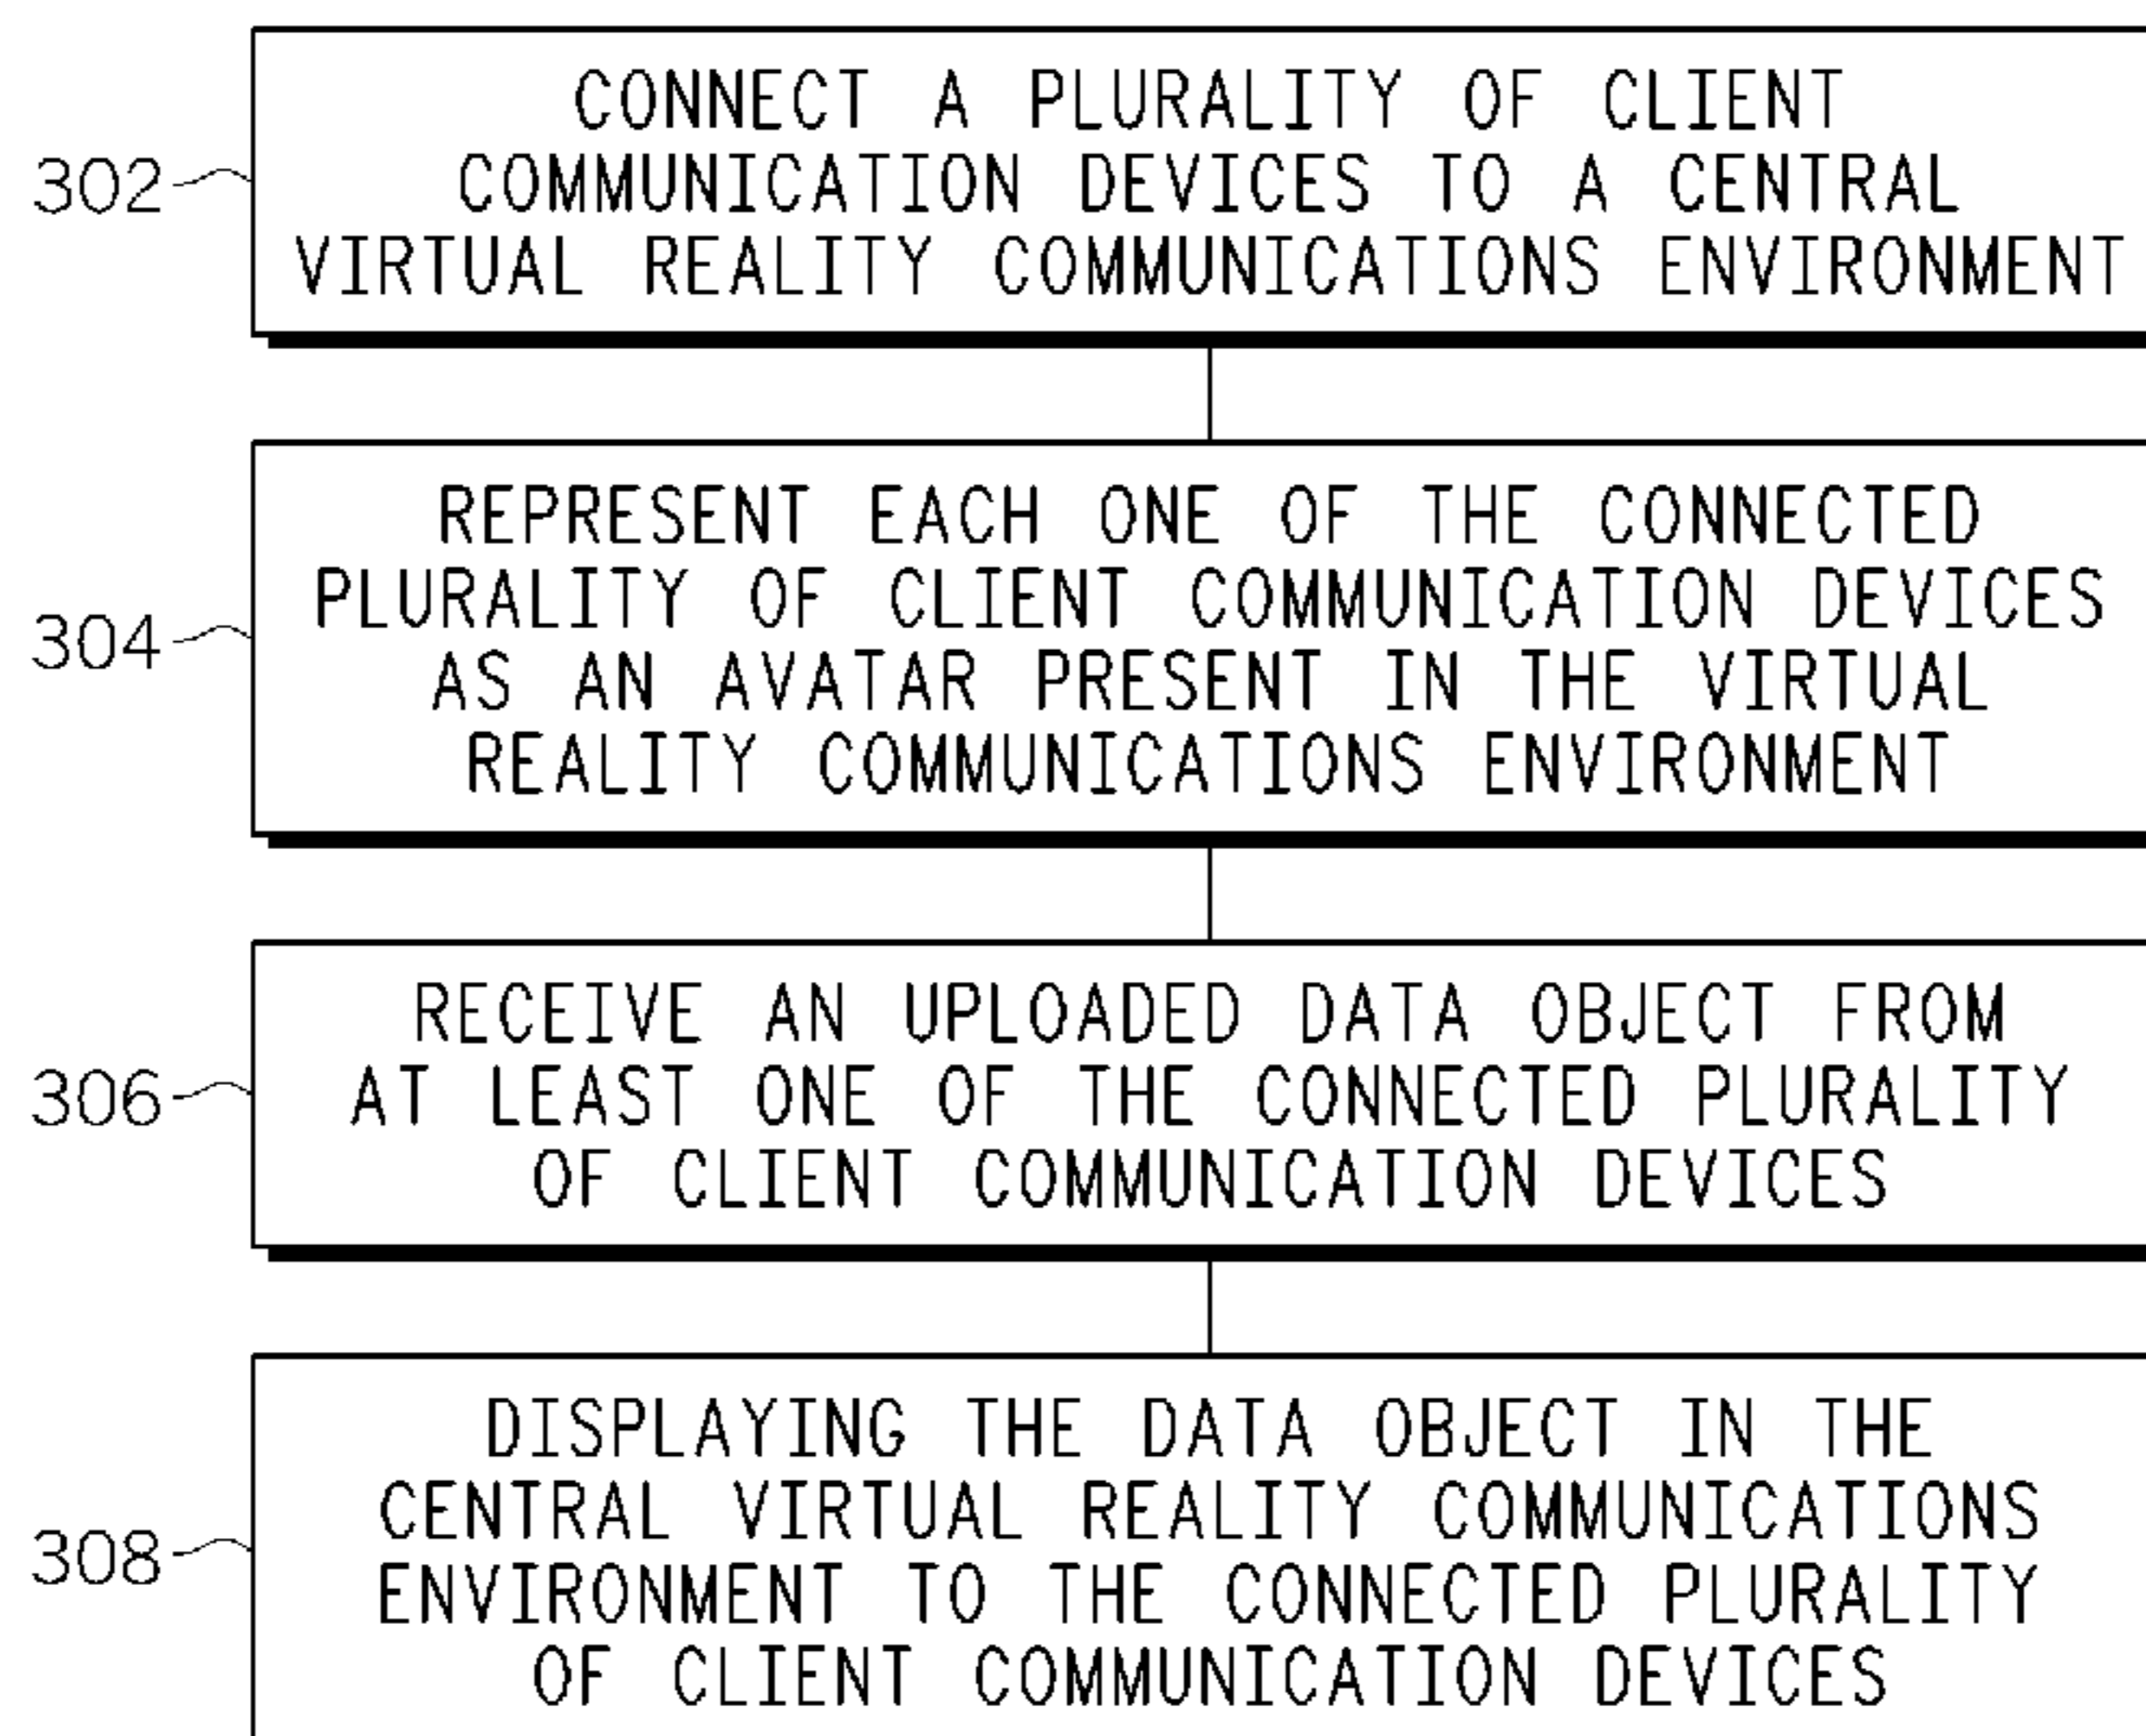 CONNECT A PLURALITY OF CLIENT
COMMUNICATION DEVICES TO A CENTRAL
VIRTUAL REALITY COMMUNICATIONS ENVIRONMENT
302
REPRESENT EACH ONE OF THE CONNECTED
PLURALITY OF CLIENT COMMUNICATION DEVICES
AS AN AVATAR PRESENT IN THE VIRTUAL
REALITY COMMUNICATIONS ENVIRONMENT
304
RECEIVE AN UPLOADED DATA OBJECT FROM
AT LEAST ONE OF THE CONNECTED PLURALITY
OF CLIENT COMMUNICATION DEVICES
306
DISPLAYING THE DATA OBJECT IN THE
CENTRAL VIRTUAL REALITY COMMUNICATIONS
ENVIRONMENT TO THE CONNECTED PLURALITY
OF CLIENT COMMUNICATION DEVICES
308